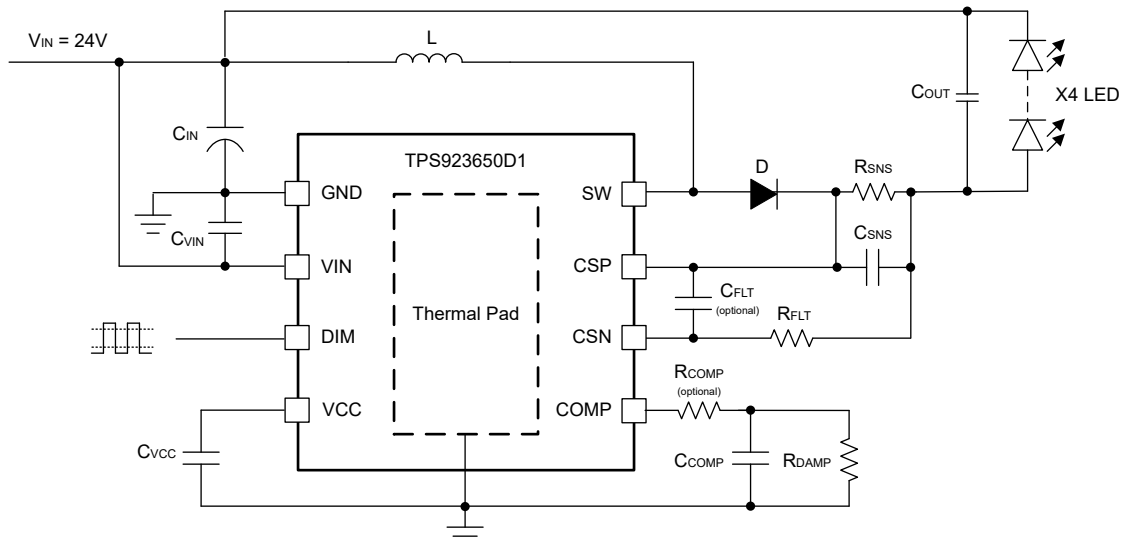 VIN = 24V
L
COUT
X4 LED
CIN
TPS923650D1
D
RSNS
GND
SW
CVIN
CSNS
VIN
CSP
Thermal Pad
CFLT
(optional)
RFLT
DIM
CSN
RCOMP
(optional)
VCC
COMP
CVCC
CCOMP
RDAMP